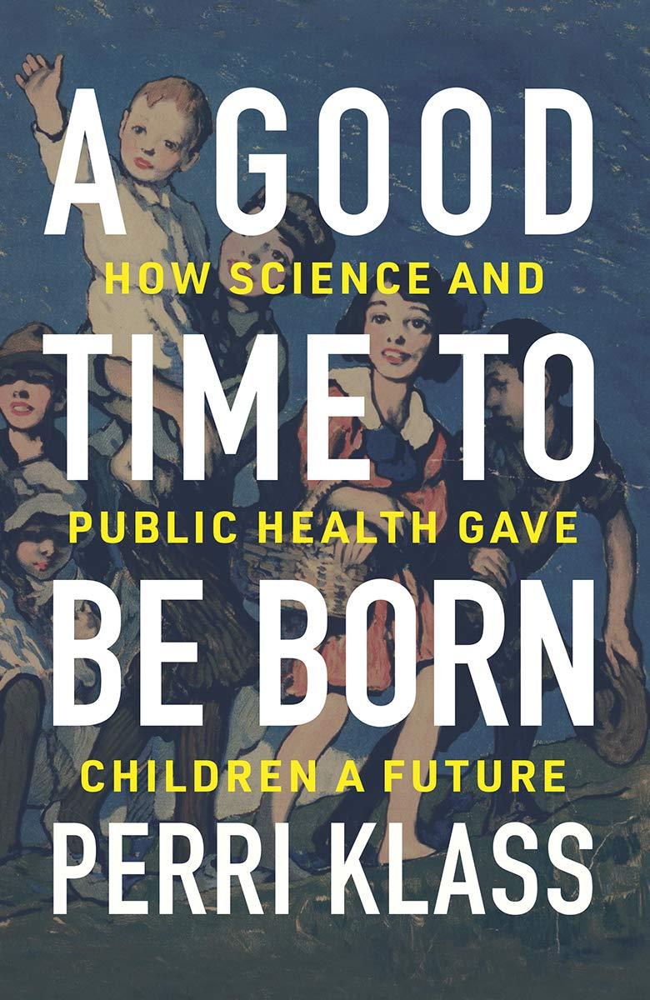 A GOOD
HOW SCIENCE AND
TIME TO
PUBLIC HEALTH GAVE
BE BORN
CHILDREN A FUTURE
PERRI KLASS